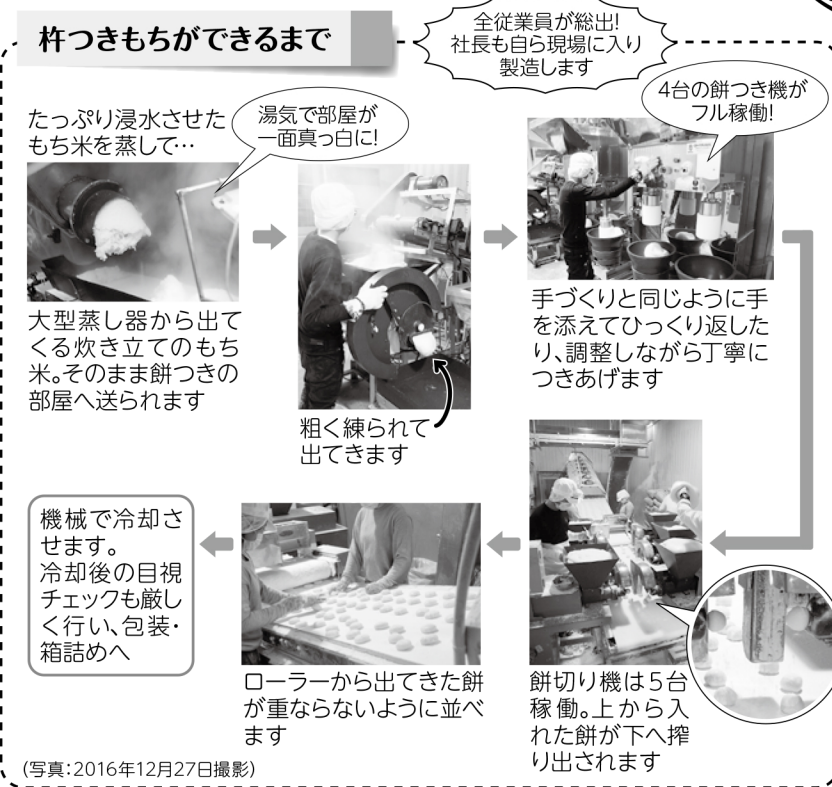 杵つきもちができるまで
全従業員が総出!
社長も自ら現場に入り
製造します
たっぷり浸水させた
もち米を蒸して…
湯気で部屋が
一面真っ白に!
大型蒸し器から出て
くる炊き立てのもち
米。そのまま餅つきの
部屋へ送られます
粗く練られて
出てきます
4台の餅つき機が
フル稼働!
手づくりと同じように手
を添えてひっくり返した
り、調整しながら丁寧に
つきあげます
餅切り機は5台
稼働。上から入
れた餅が下へ搾
り出されます
ローラーから出てきた餅
が重ならないように並べ
ます
機械で冷却さ
せます。
冷却後の目視
チェックも厳し
く行い、包装・
箱詰めへ
(写真:2016年12月27日撮影)